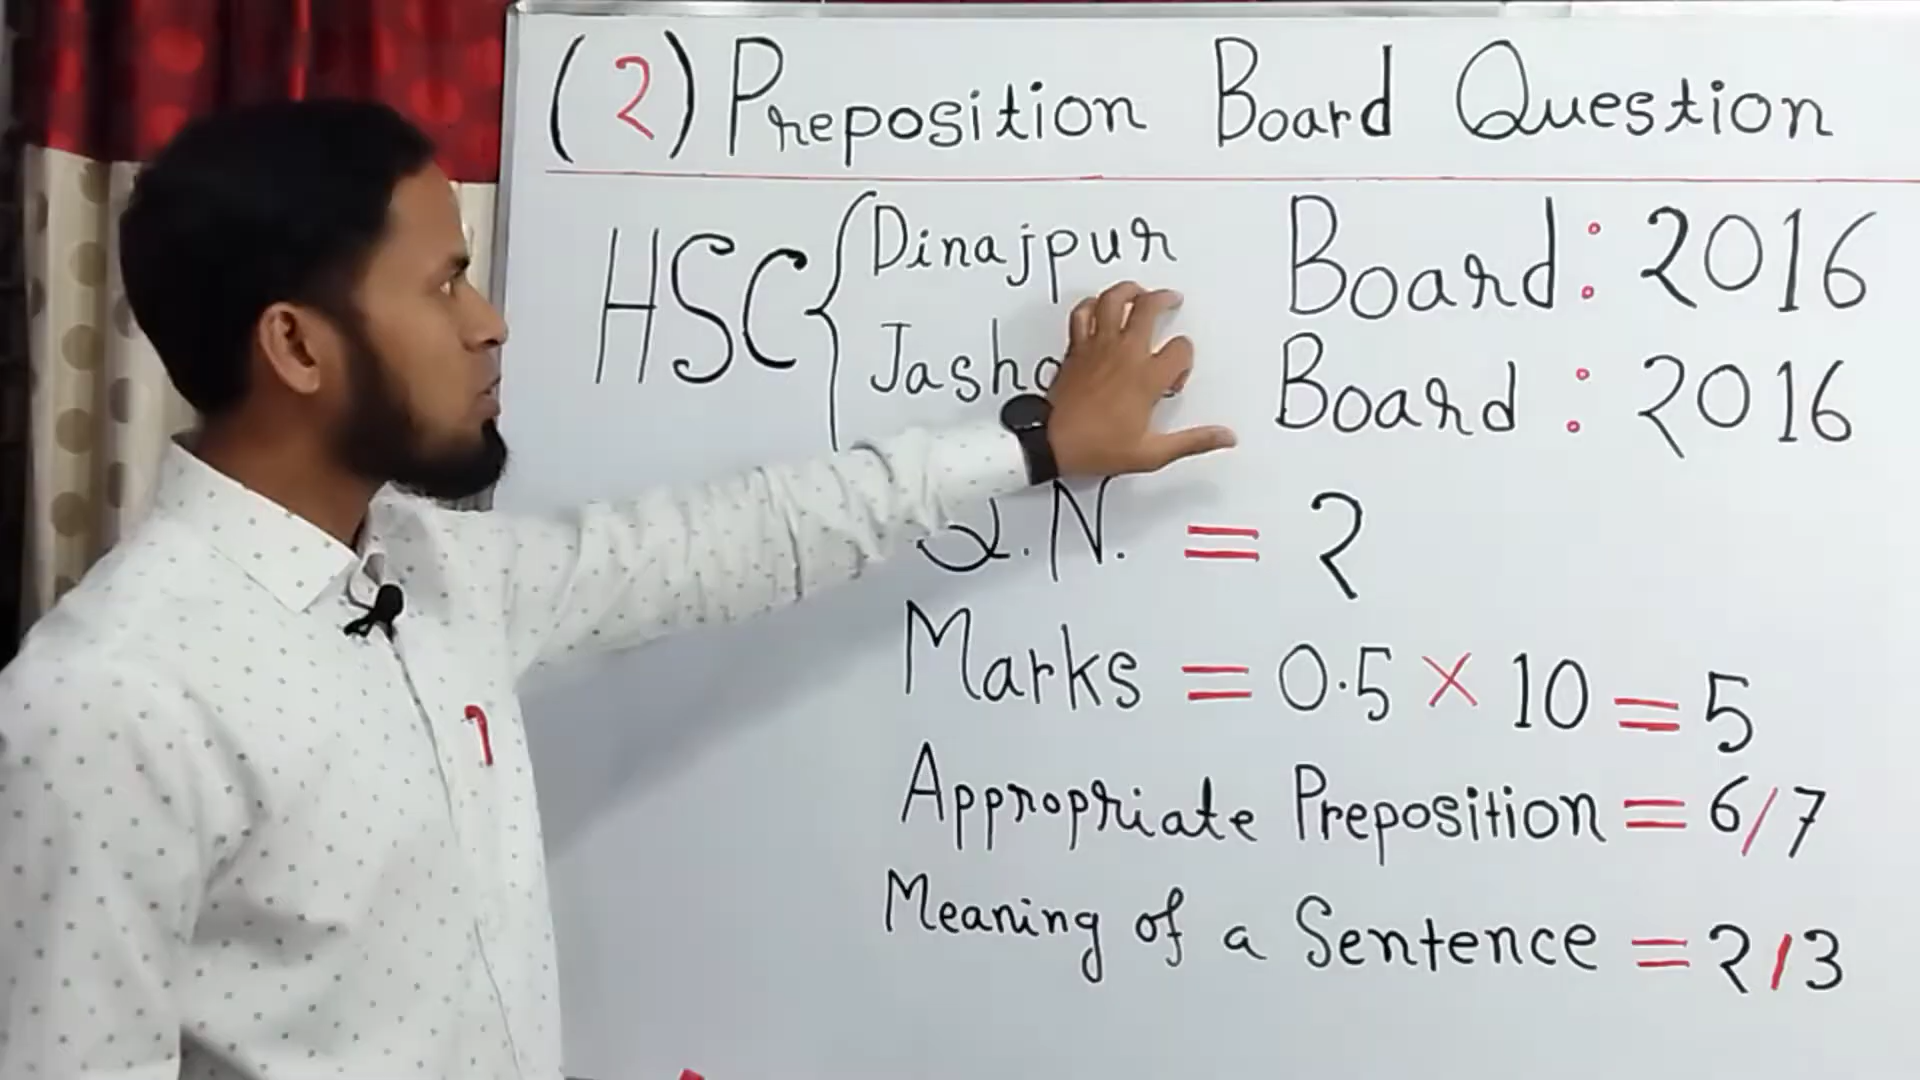 (2) Preposition Board Question
HSC { Dinajpur Board : 2016
Board : 2016
Q.N. = 2
Marks = 0.5 × 10 = 5
Appropriate Preposition = 6/7
Meaning of a Sentence = 2/3